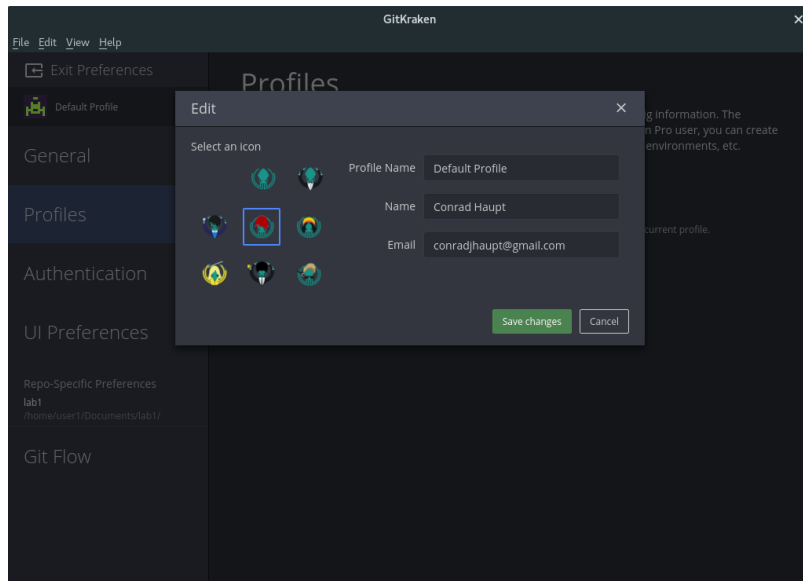 GitKraken
File Edit View Help
Exit Preferences
Default Profile
General
Profiles
Authentication
UI Preferences
Repo-Specific Preferences
lab1
/home/user1/Documents/lab1/
Git Flow
Profiles
g information. The
n Pro user, you can create
environments, etc.
current profile.
Edit
Select an icon
Profile Name Default Profile
Name Conrad Haupt
Email conradjhaupt@gmail.com
Save changes Cancel